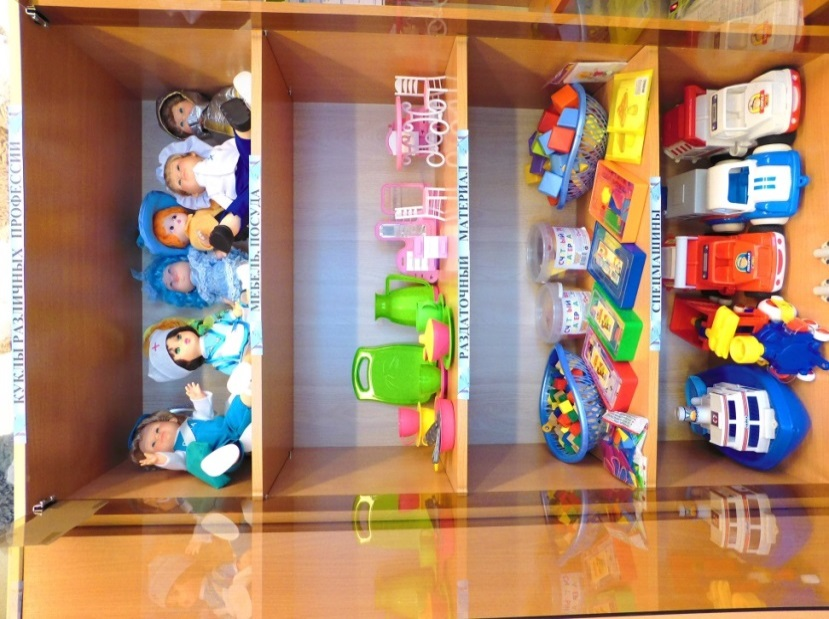 КУКЛЫ РАЗЛИЧНЫХ ПРОФЕССИЙ
МЕБЕЛЬ, ПОСУДА
РАЗДАТОЧНЫЙ МАТЕРИАЛ
СПЕЦМАШИНЫ